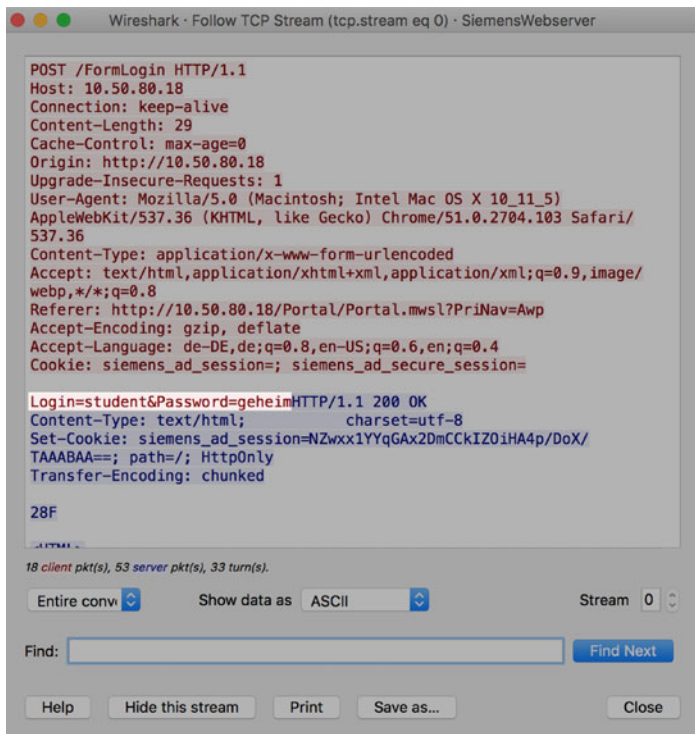 Wireshark · Follow TCP Stream (tcp.stream eq 0) · SiemensWebserver
POST /FormLogin HTTP/1.1
Host: 10.50.80.18
Connection: keep-alive
Content-Length: 29
Cache-Control: max-age=0
Origin: http://10.50.80.18
Upgrade-Insecure-Requests: 1
User-Agent: Mozilla/5.0 (Macintosh; Intel Mac OS X 10_11_5)
AppleWebKit/537.36 (KHTML, like Gecko) Chrome/51.0.2704.103 Safari/
537.36
Content-Type: application/x-www-form-urlencoded
Accept: text/html,application/xhtml+xml,application/xml;q=0.9,image/
webp,*/*;q=0.8
Referer: http://10.50.80.18/Portal/Portal.mwsl?PriNav=Awp
Accept-Encoding: gzip, deflate
Accept-Language: de-DE,de;q=0.8,en-US;q=0.6,en;q=0.4
Cookie: siemens_ad_session=; siemens_ad_secure_session=
Login=student&Password=geheimHTTP/1.1 200 OK
Content-Type: text/html; charset=utf-8
Set-Cookie: siemens_ad_session=NZwxx1YYqGAx2DmCCkIZOiHA4p/DoX/
TAAABAA==; path=/; HttpOnly
Transfer-Encoding: chunked
28F
<HTML>
18 client pkt(s), 53 server pkt(s), 33 turn(s).
Entire conv Show data as ASCII Stream 0
Find: Find Next
Help Hide this stream Print Save as... Close